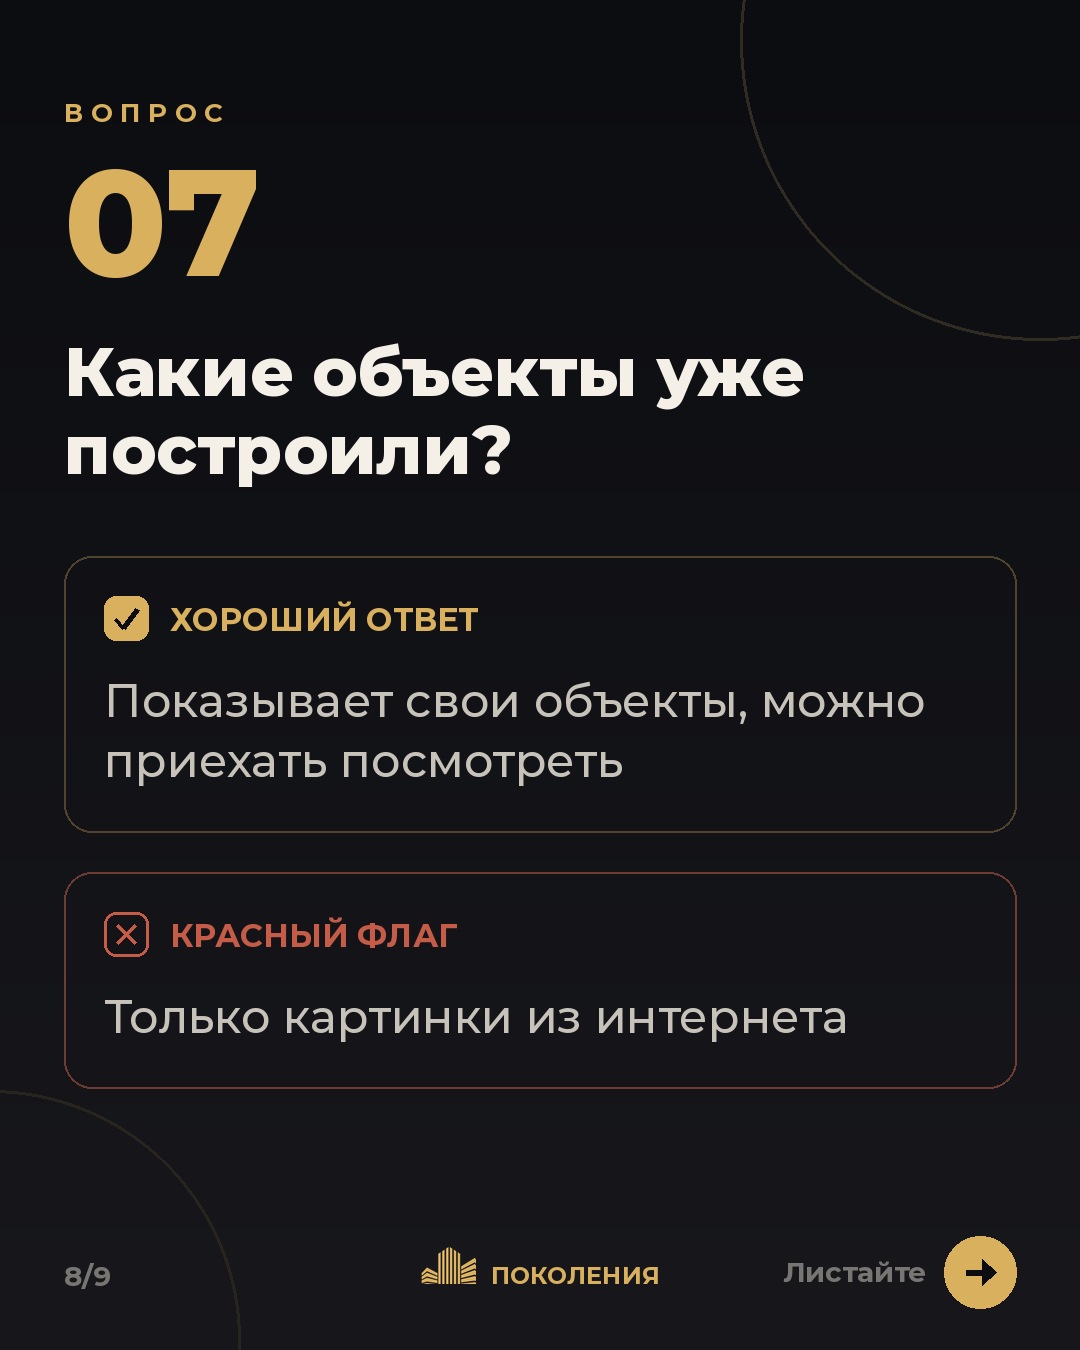 ВОПРОС
07
Какие объекты уже
построили?
ХОРОШИЙ ОТВЕТ
Показывает свои объекты, можно
приехать посмотреть
КРАСНЫЙ ФЛАГ
Только картинки из интернета
8/9
ПОКОЛЕНИЯ
Листайте